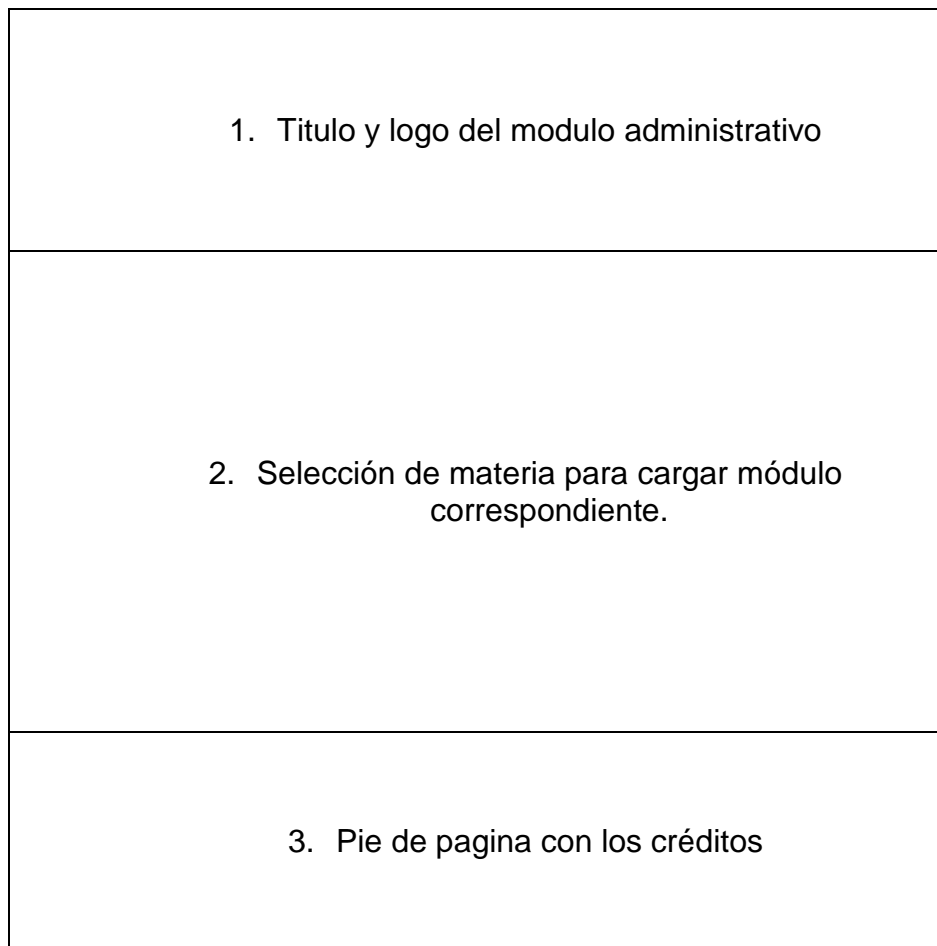 1. Titulo y logo del modulo administrativo
2. Selección de materia para cargar módulo
correspondiente.
3. Pie de pagina con los créditos